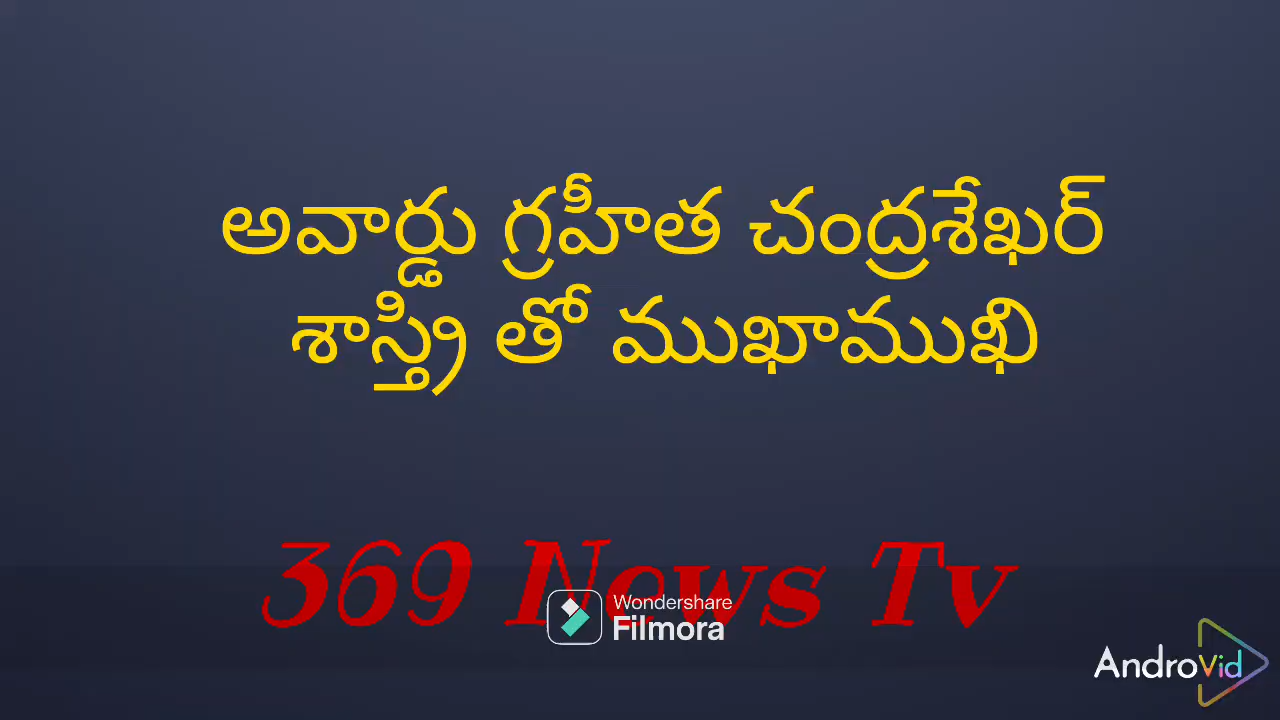 అవార్డు గ్రహీత చంద్రశేఖర్
శాస్త్రి తో ముఖాముఖి
369 News Tv
Wondershare
Filmora
AndroVid